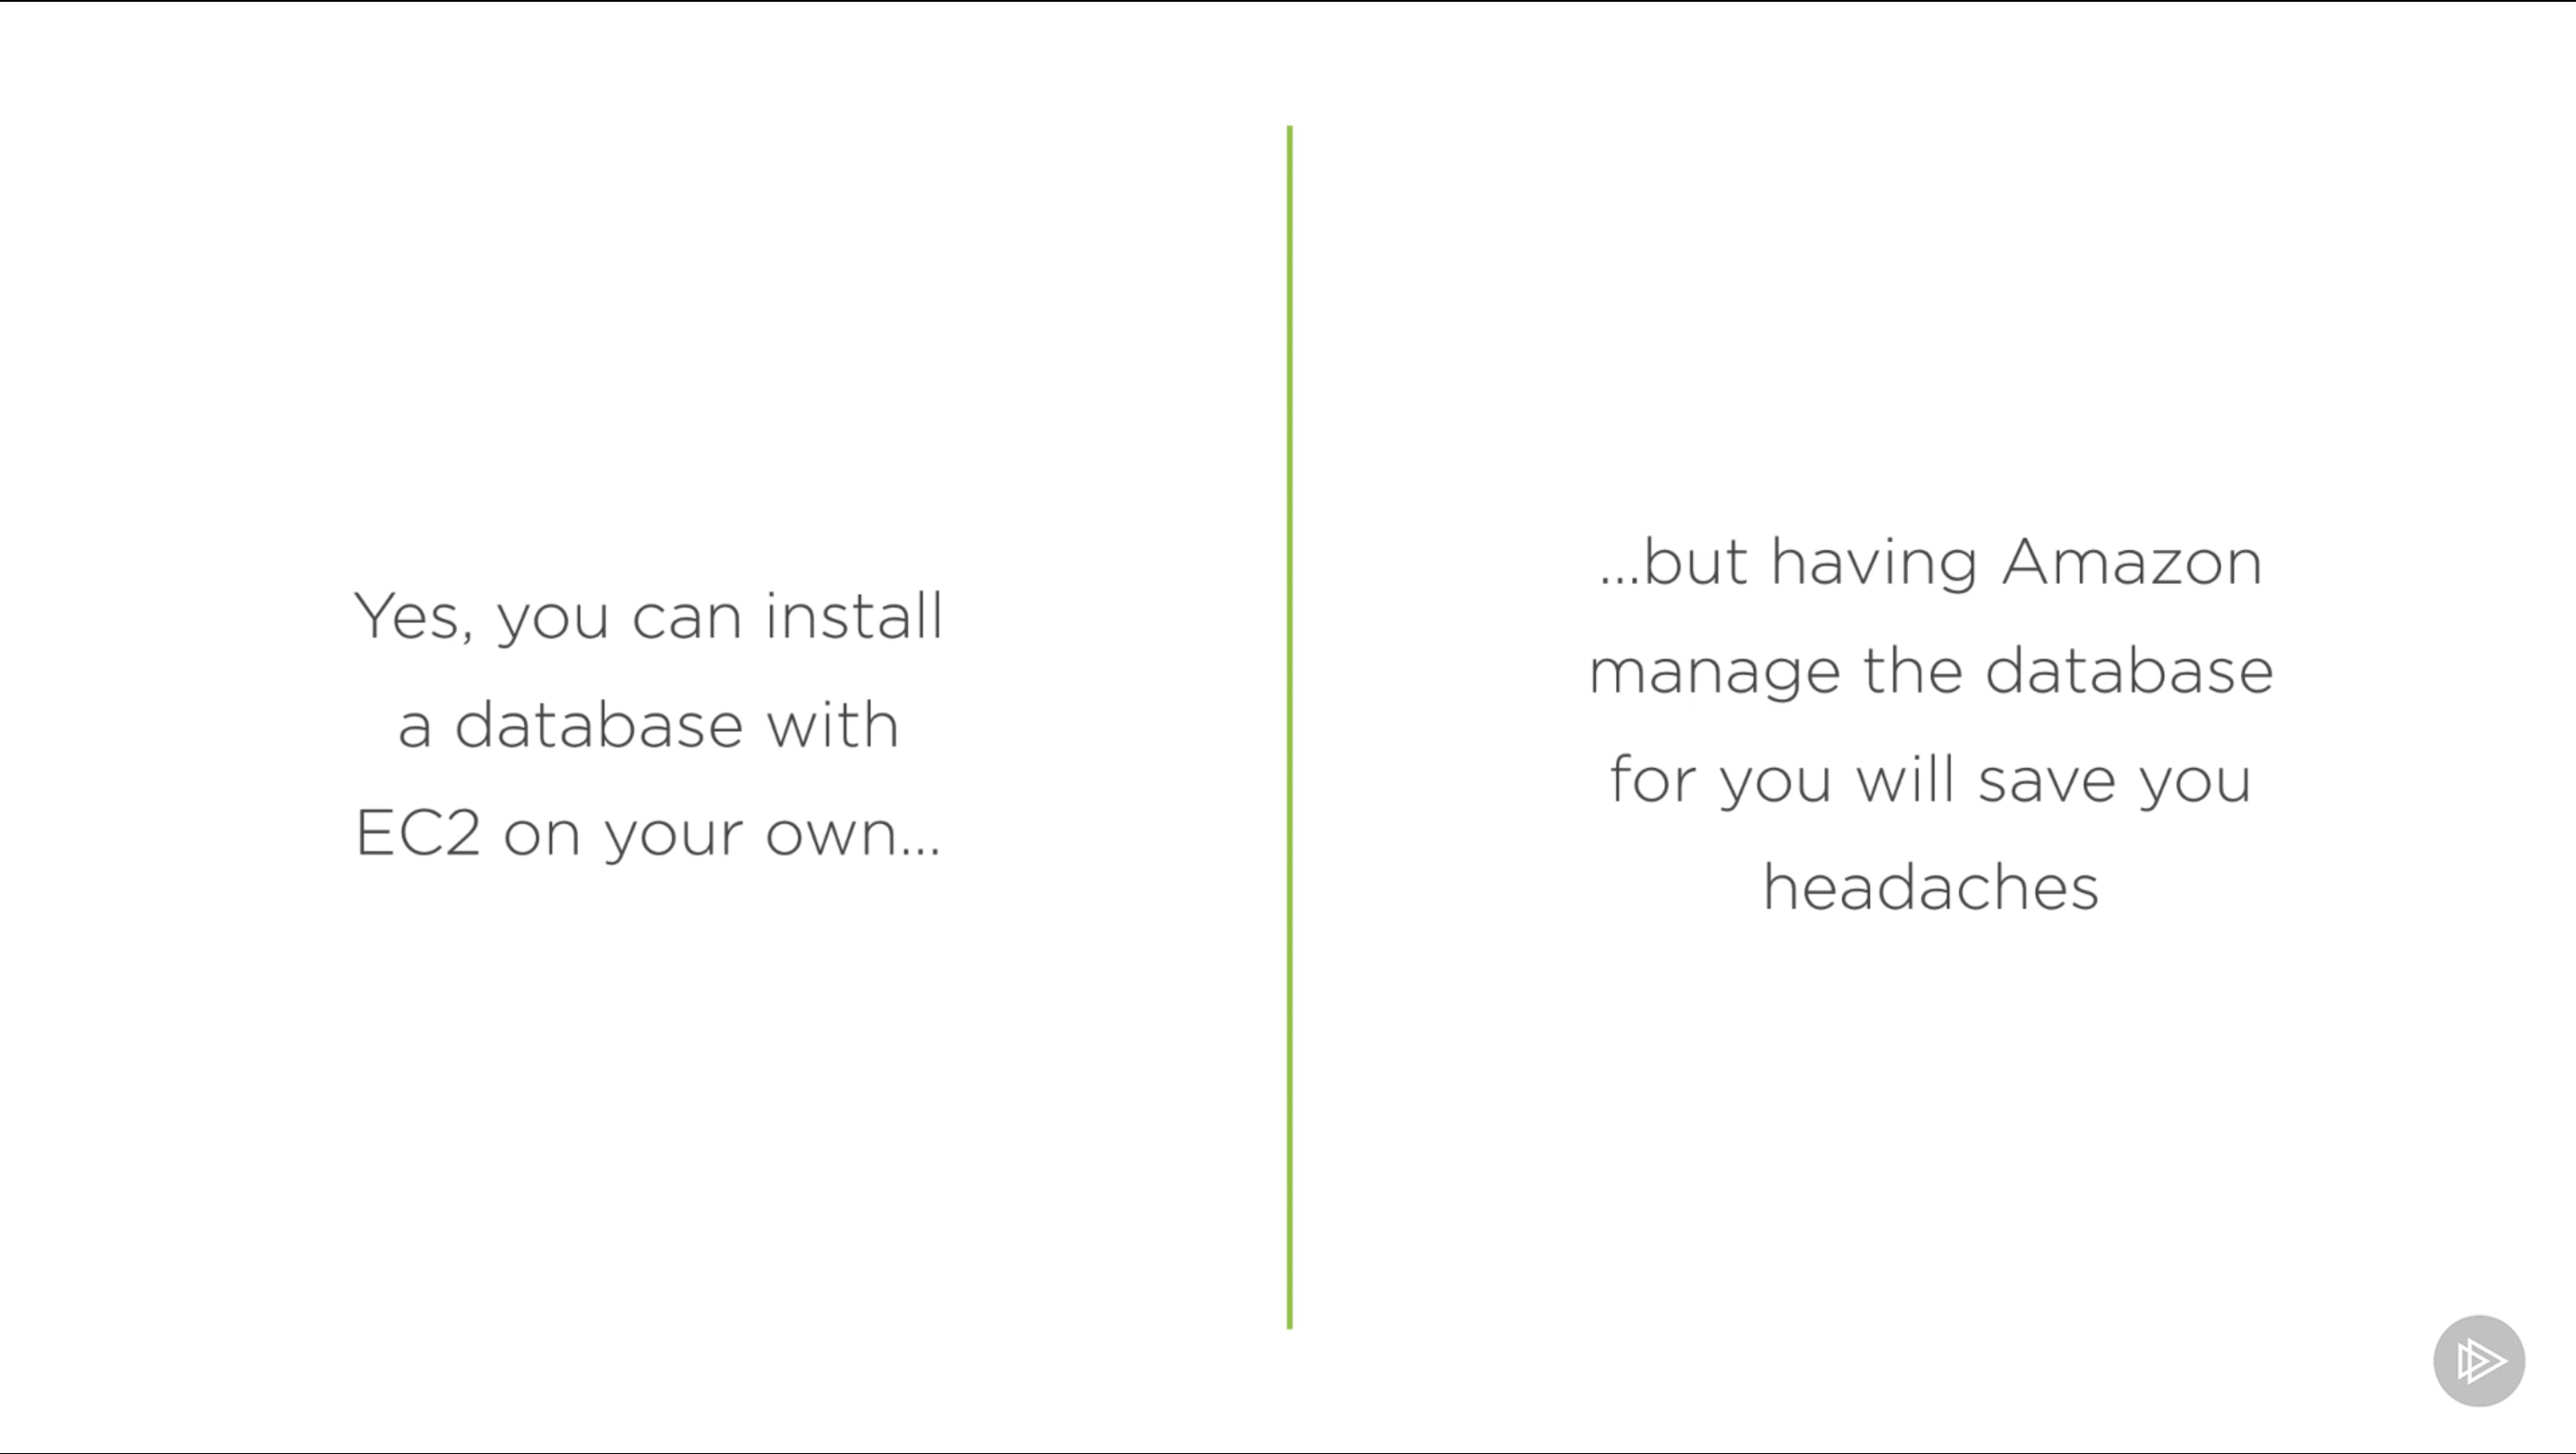 Yes, you can install
a database with
EC2 on your own...
...but having Amazon
manage the database
for you will save you
headaches